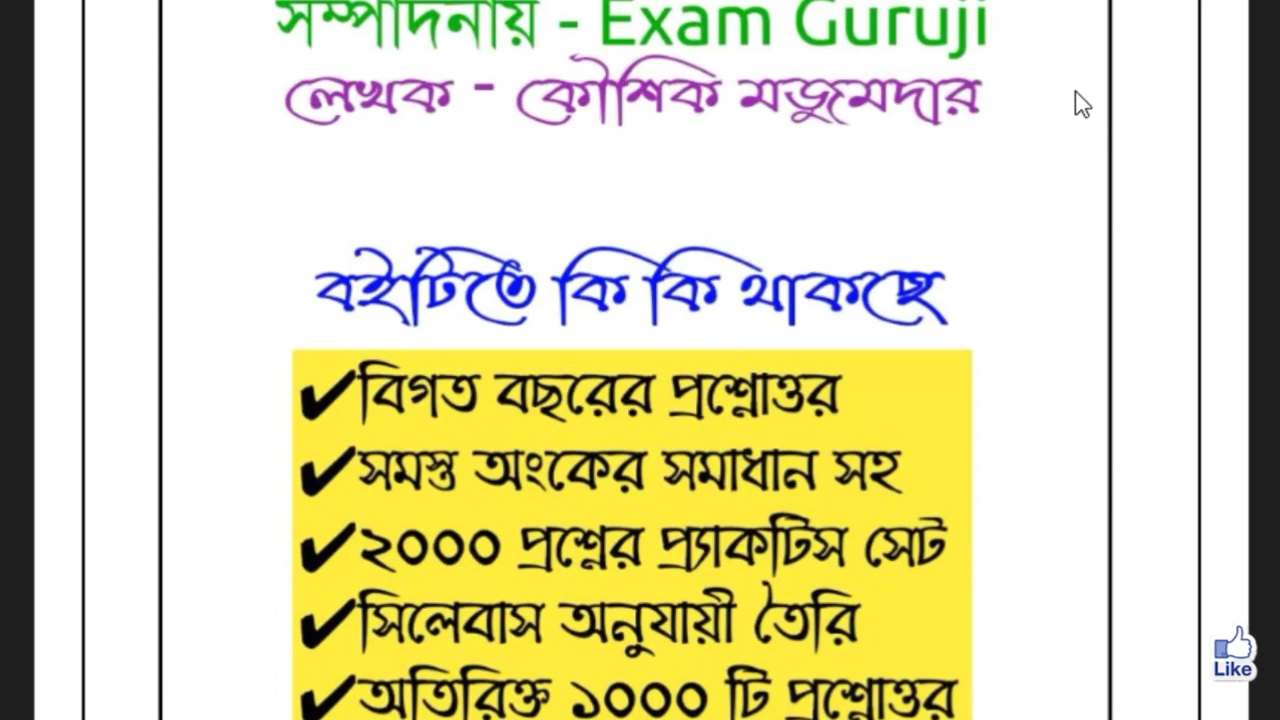 সম্পাদনায় - Exam Guruji
লেখক - কৌশিক মজুমদার
বইটিতে কি কি থাকছে
✔বিগত বছরের প্রশ্নোত্তর
✔সমস্ত অংকের সমাধান সহ
✔২০০০ প্রশ্নের প্র্যাকটিস সেট
✔সিলেবাস অনুযায়ী তৈরি
✔অতিরিক্ত ১০০০ টি প্রশ্নোত্তর
Like